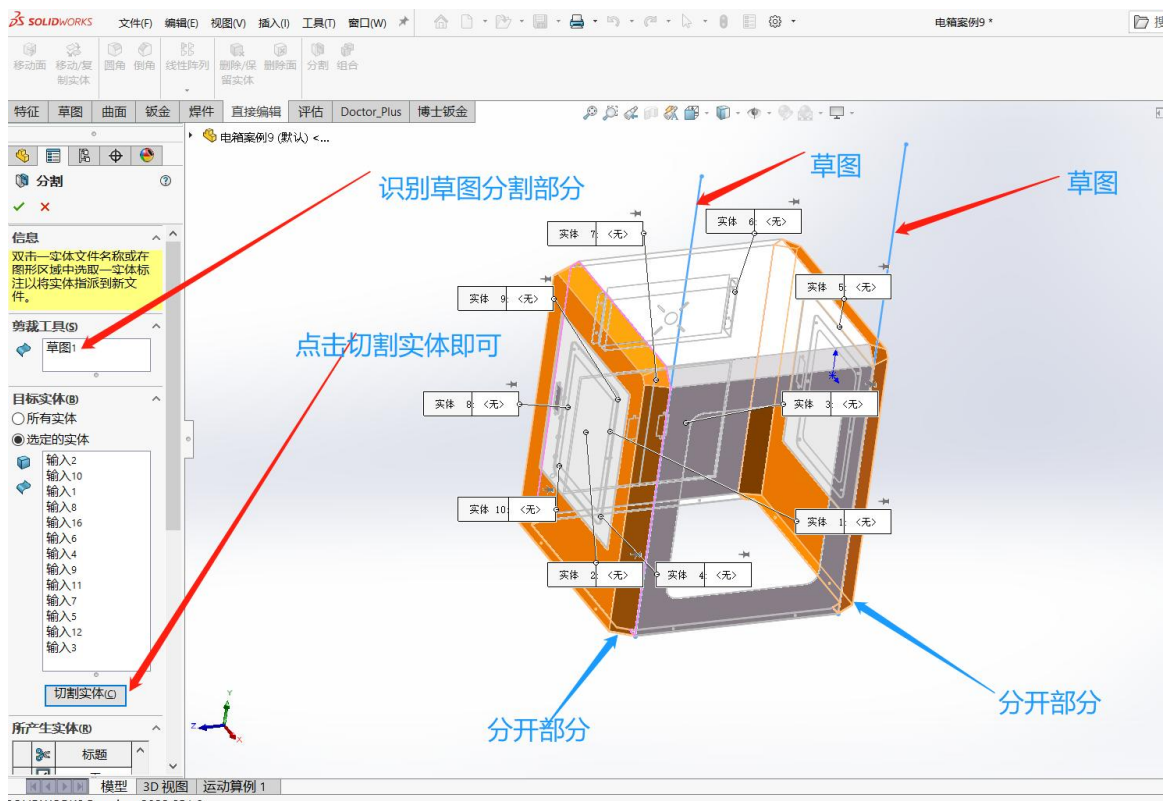 SOLIDWORKS 文件(F) 编辑(E) 视图(V) 插入(I) 工具(T) 窗口(W) 电箱案例9 * 搜
移动面 移动/复制实体 圆角 倒角 线性阵列 删除/保留实体 删除面 分割 组合
特征 草图 曲面 钣金 焊件 直接编辑 评估 Doctor_Plus 博士钣金
电箱案例9 (默认) <...
分割
信息
双击一实体文件名称或在
图形区域中选取一实体标
注以将实体指派到新文
件。
剪裁工具(S)
草图1
目标实体(B)
所有实体
选定的实体
输入2
输入10
输入1
输入8
输入16
输入6
输入4
输入9
输入11
输入7
输入5
输入12
输入3
切割实体(C)
所产生实体(R)
标题
识别草图分割部分
点击切割实体即可
草图
草图
实体 7: <无>
实体 6: <无>
实体 9: <无>
实体 5: <无>
实体 8: <无>
实体 3: <无>
实体 10: <无>
实体 1: <无>
实体 2: <无>
实体 4: <无>
分开部分
分开部分
Y
Z
X
模型 3D 视图 运动算例 1